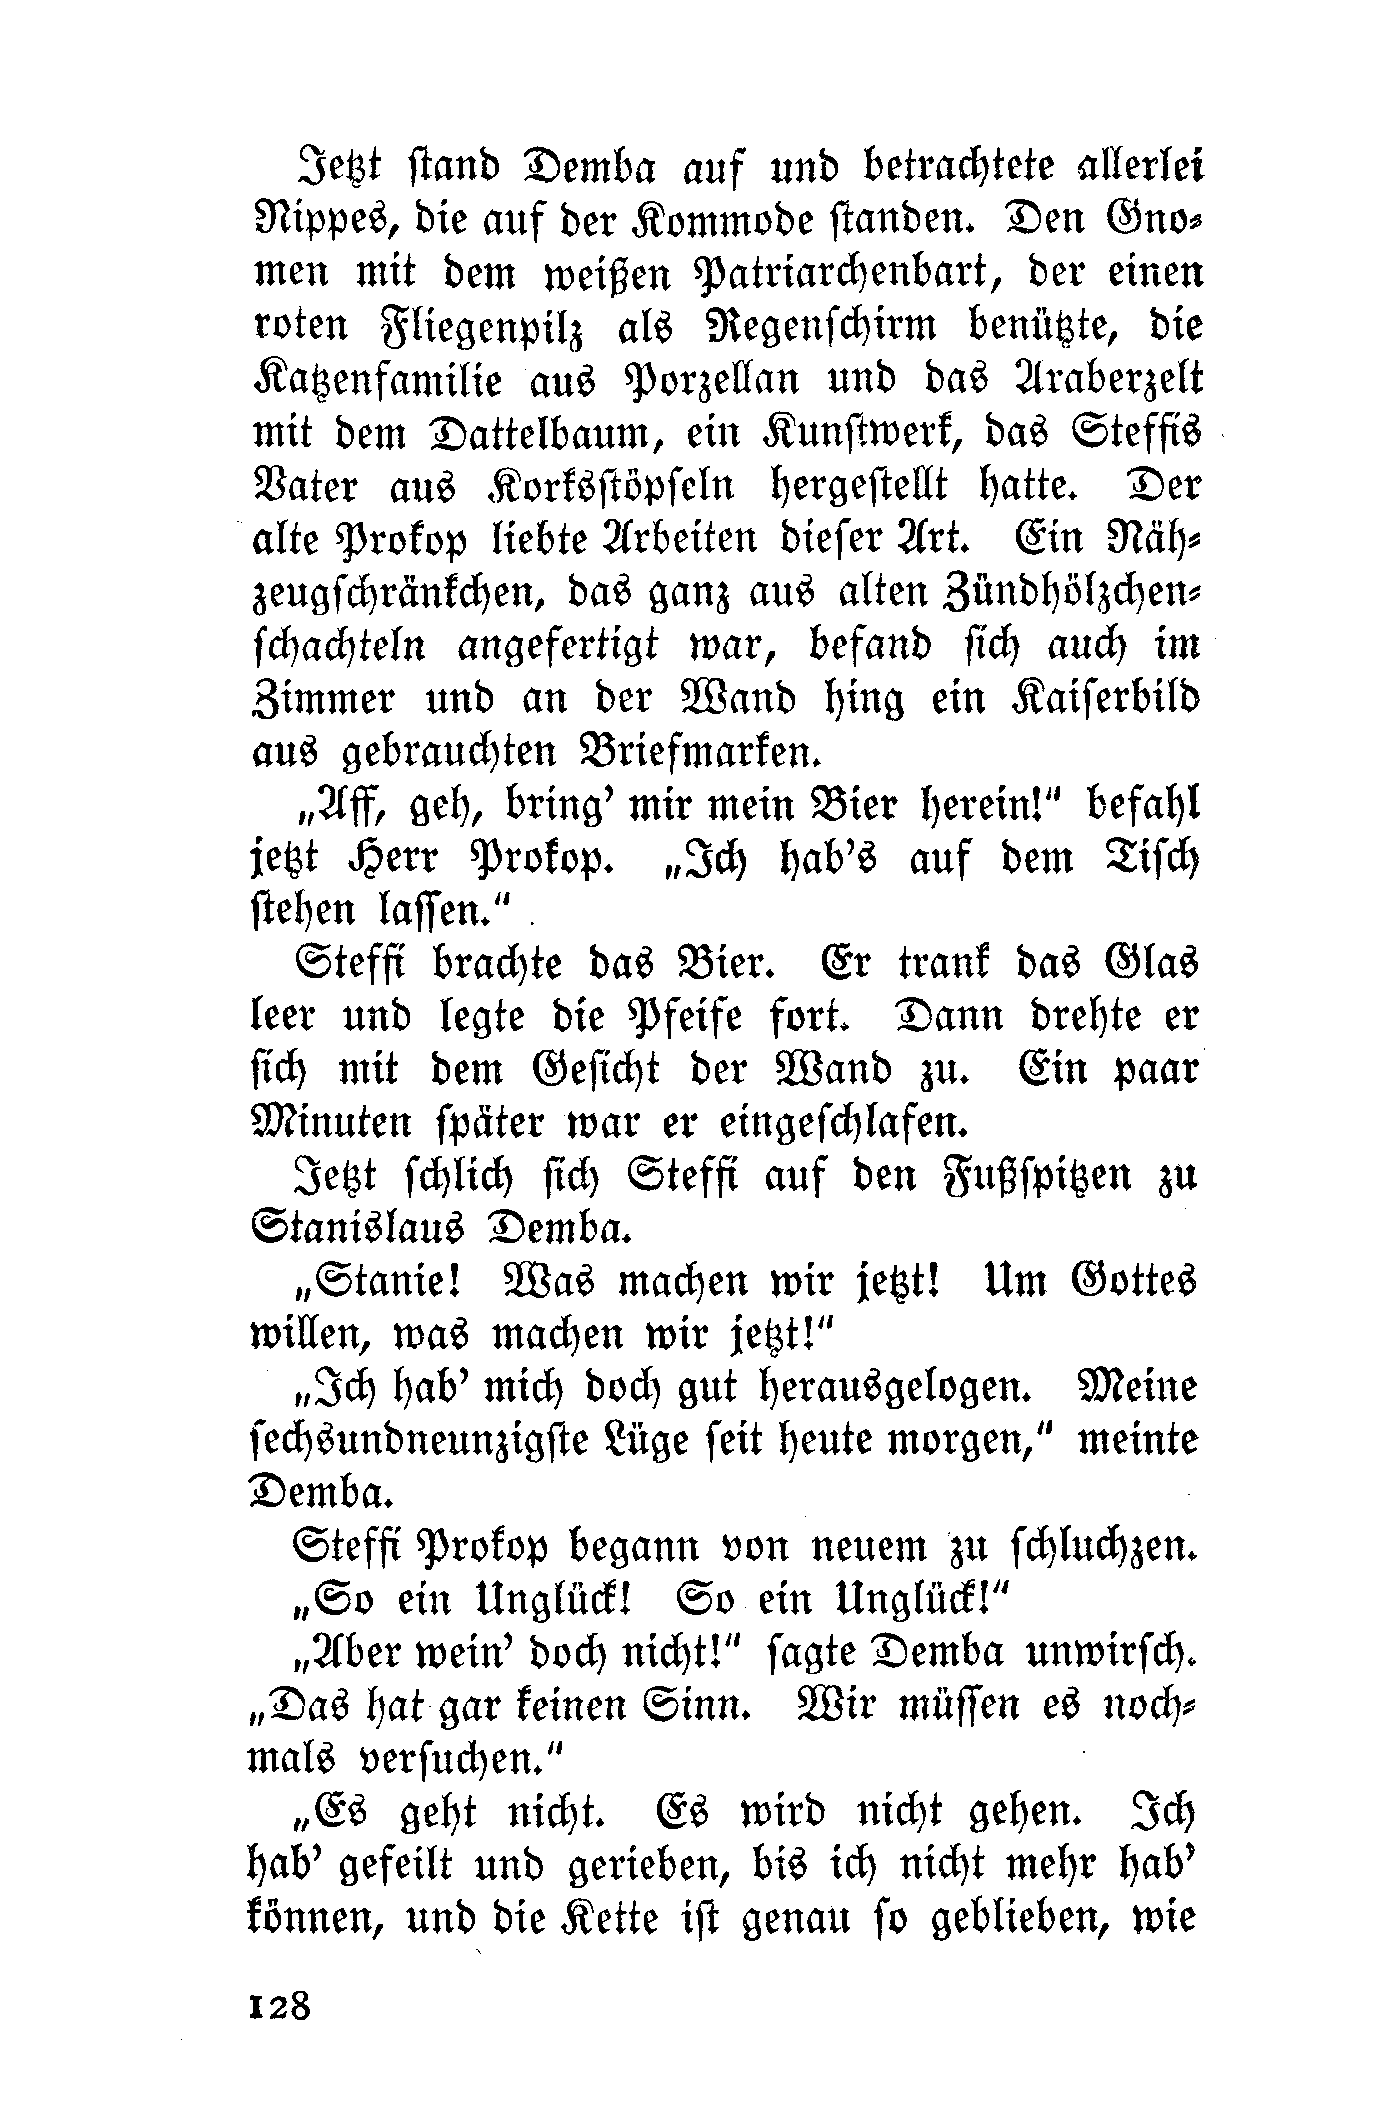 Jetzt stand Demba auf und betrachtete allerlei
Nippes, die auf der Kommode standen. Den Gno-
men mit dem weißen Patriarchenbart, der einen
roten Fliegenpilz als Regenschirm benützte, die
Katzenfamilie aus Porzellan und das Araberzelt
mit dem Dattelbaum, ein Kunstwerk, das Steffis
Vater aus Korksstöpseln hergestellt hatte. Der
alte Prokop liebte Arbeiten dieser Art. Ein Näh-
zeugschränkchen, das ganz aus alten Zündhölzchen-
schachteln angefertigt war, befand sich auch im
Zimmer und an der Wand hing ein Kaiserbild
aus gebrauchten Briefmarken.
„Aff, geh, bring’ mir mein Bier herein!“ befahl
jetzt Herr Prokop. „Ich hab’s auf dem Tisch
stehen lassen.“
Steffi brachte das Bier. Er trank das Glas
leer und legte die Pfeife fort. Dann drehte er
sich mit dem Gesicht der Wand zu. Ein paar
Minuten später war er eingeschlafen.
Jetzt schlich sich Steffi auf den Fußspitzen zu
Stanislaus Demba.
„Stanie! Was machen wir jetzt! Um Gottes
willen, was machen wir jetzt!“
„Ich hab’ mich doch gut herausgelogen. Meine
sechsundneunzigste Lüge seit heute morgen,“ meinte
Demba.
Steffi Prokop begann von neuem zu schluchzen.
„So ein Unglück! So ein Unglück!“
„Aber wein’ doch nicht!“ sagte Demba unwirsch.
„Das hat gar keinen Sinn. Wir müssen es noch-
mals versuchen.“
„Es geht nicht. Es wird nicht gehen. Ich
hab’ gefeilt und gerieben, bis ich nicht mehr hab’
können, und die Kette ist genau so geblieben, wie
128